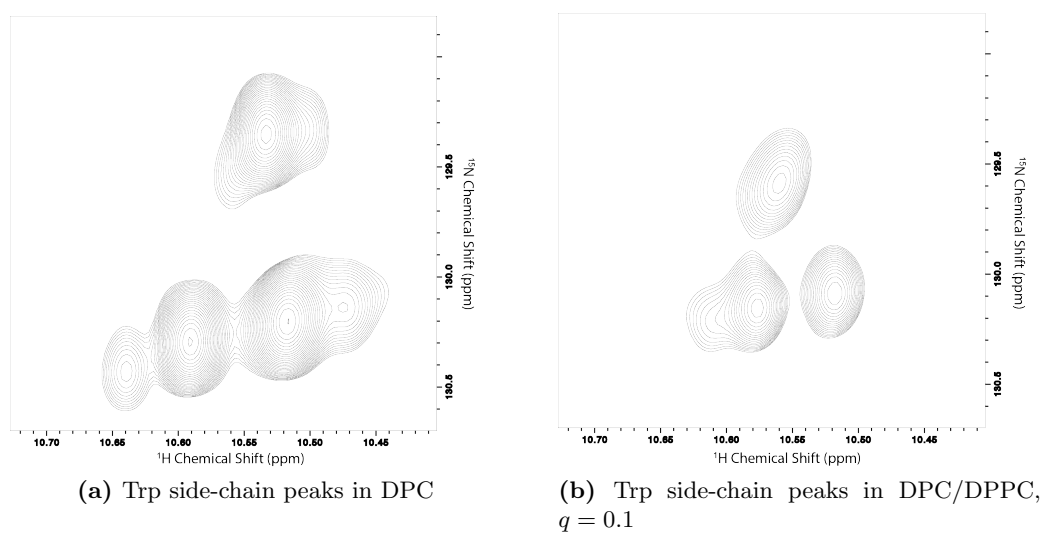 129.5
130.0
130.5
¹⁵N Chemical Shift (ppm)
10.70 10.65 10.60 10.55 10.50 10.45
¹H Chemical Shift (ppm)
(a) Trp side-chain peaks in DPC
129.5
130.0
130.5
¹⁵N Chemical Shift (ppm)
10.70 10.65 10.60 10.55 10.50 10.45
¹H Chemical Shift (ppm)
(b) Trp side-chain peaks in DPC/DPPC,
q = 0.1